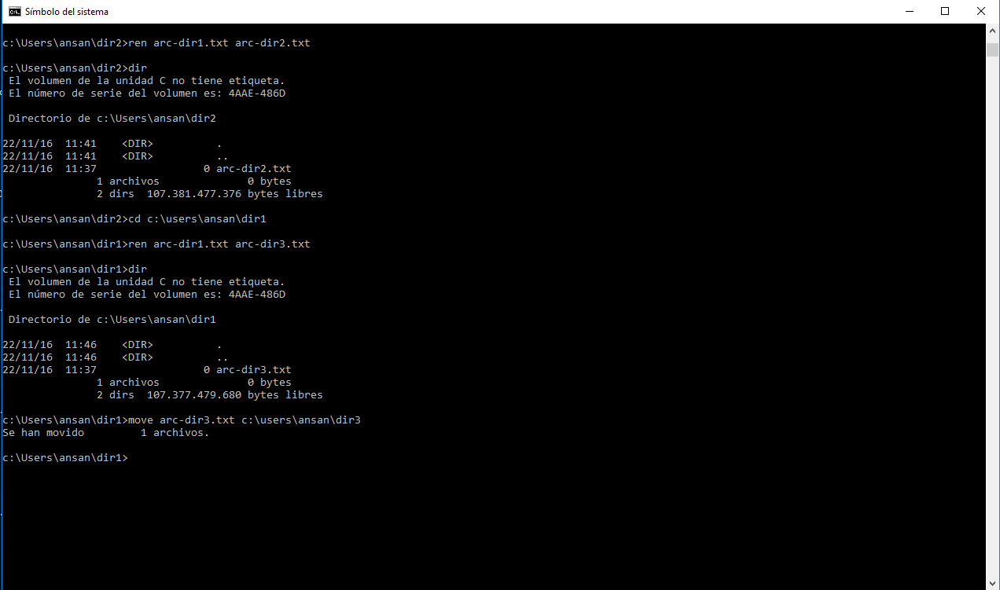 Símbolo del sistema
c:\Users\ansan\dir2>ren arc-dir1.txt arc-dir2.txt
c:\Users\ansan\dir2>dir
 El volumen de la unidad C no tiene etiqueta.
 El número de serie del volumen es: 4AAE-486D
 Directorio de c:\Users\ansan\dir2
22/11/16  11:41    <DIR>          .
22/11/16  11:41    <DIR>          ..
22/11/16  11:37                 0 arc-dir2.txt
               1 archivos              0 bytes
               2 dirs  107.381.477.376 bytes libres
c:\Users\ansan\dir2>cd c:\users\ansan\dir1
c:\Users\ansan\dir1>ren arc-dir1.txt arc-dir3.txt
c:\Users\ansan\dir1>dir
 El volumen de la unidad C no tiene etiqueta.
 El número de serie del volumen es: 4AAE-486D
 Directorio de c:\Users\ansan\dir1
22/11/16  11:46    <DIR>          .
22/11/16  11:46    <DIR>          ..
22/11/16  11:37                 0 arc-dir3.txt
               1 archivos              0 bytes
               2 dirs  107.377.479.680 bytes libres
c:\Users\ansan\dir1>move arc-dir3.txt c:\users\ansan\dir3
Se han movido         1 archivos.
c:\Users\ansan\dir1>